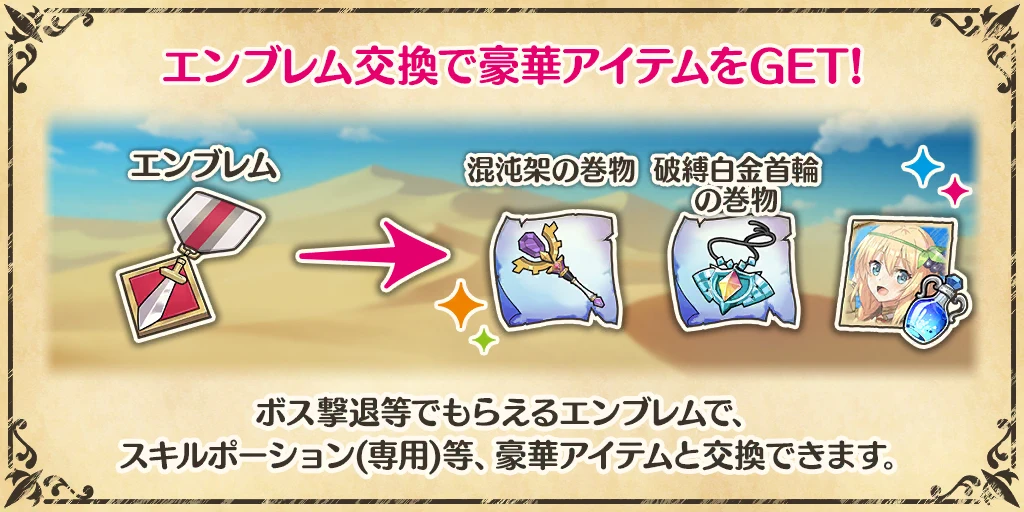 エンブレム交換で豪華アイテムをGET!
エンブレム
混沌架の巻物
破縛白金首輪
の巻物
ボス撃退等でもらえるエンブレムで、
スキルポーション(専用)等、豪華アイテムと交換できます。